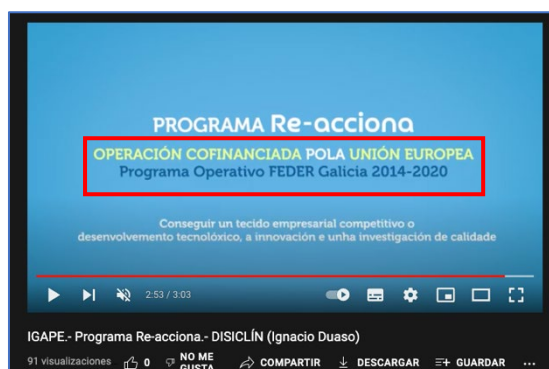 PROGRAMA Re-acciona
OPERACIÓN COFINANCIADA POLA UNIÓN EUROPEA
Programa Operativo FEDER Galicia 2014-2020
Conseguir un tecido empresarial competitivo o
desenvolvemento tecnolóxico, a innovación e unha investigación de calidade
2:53 / 3:03
IGAPE.- Programa Re-acciona.- DISICLÍN (Ignacio Duaso)
91 visualizaciones 0 NO ME GUSTA COMPARTIR DESCARGAR GUARDAR